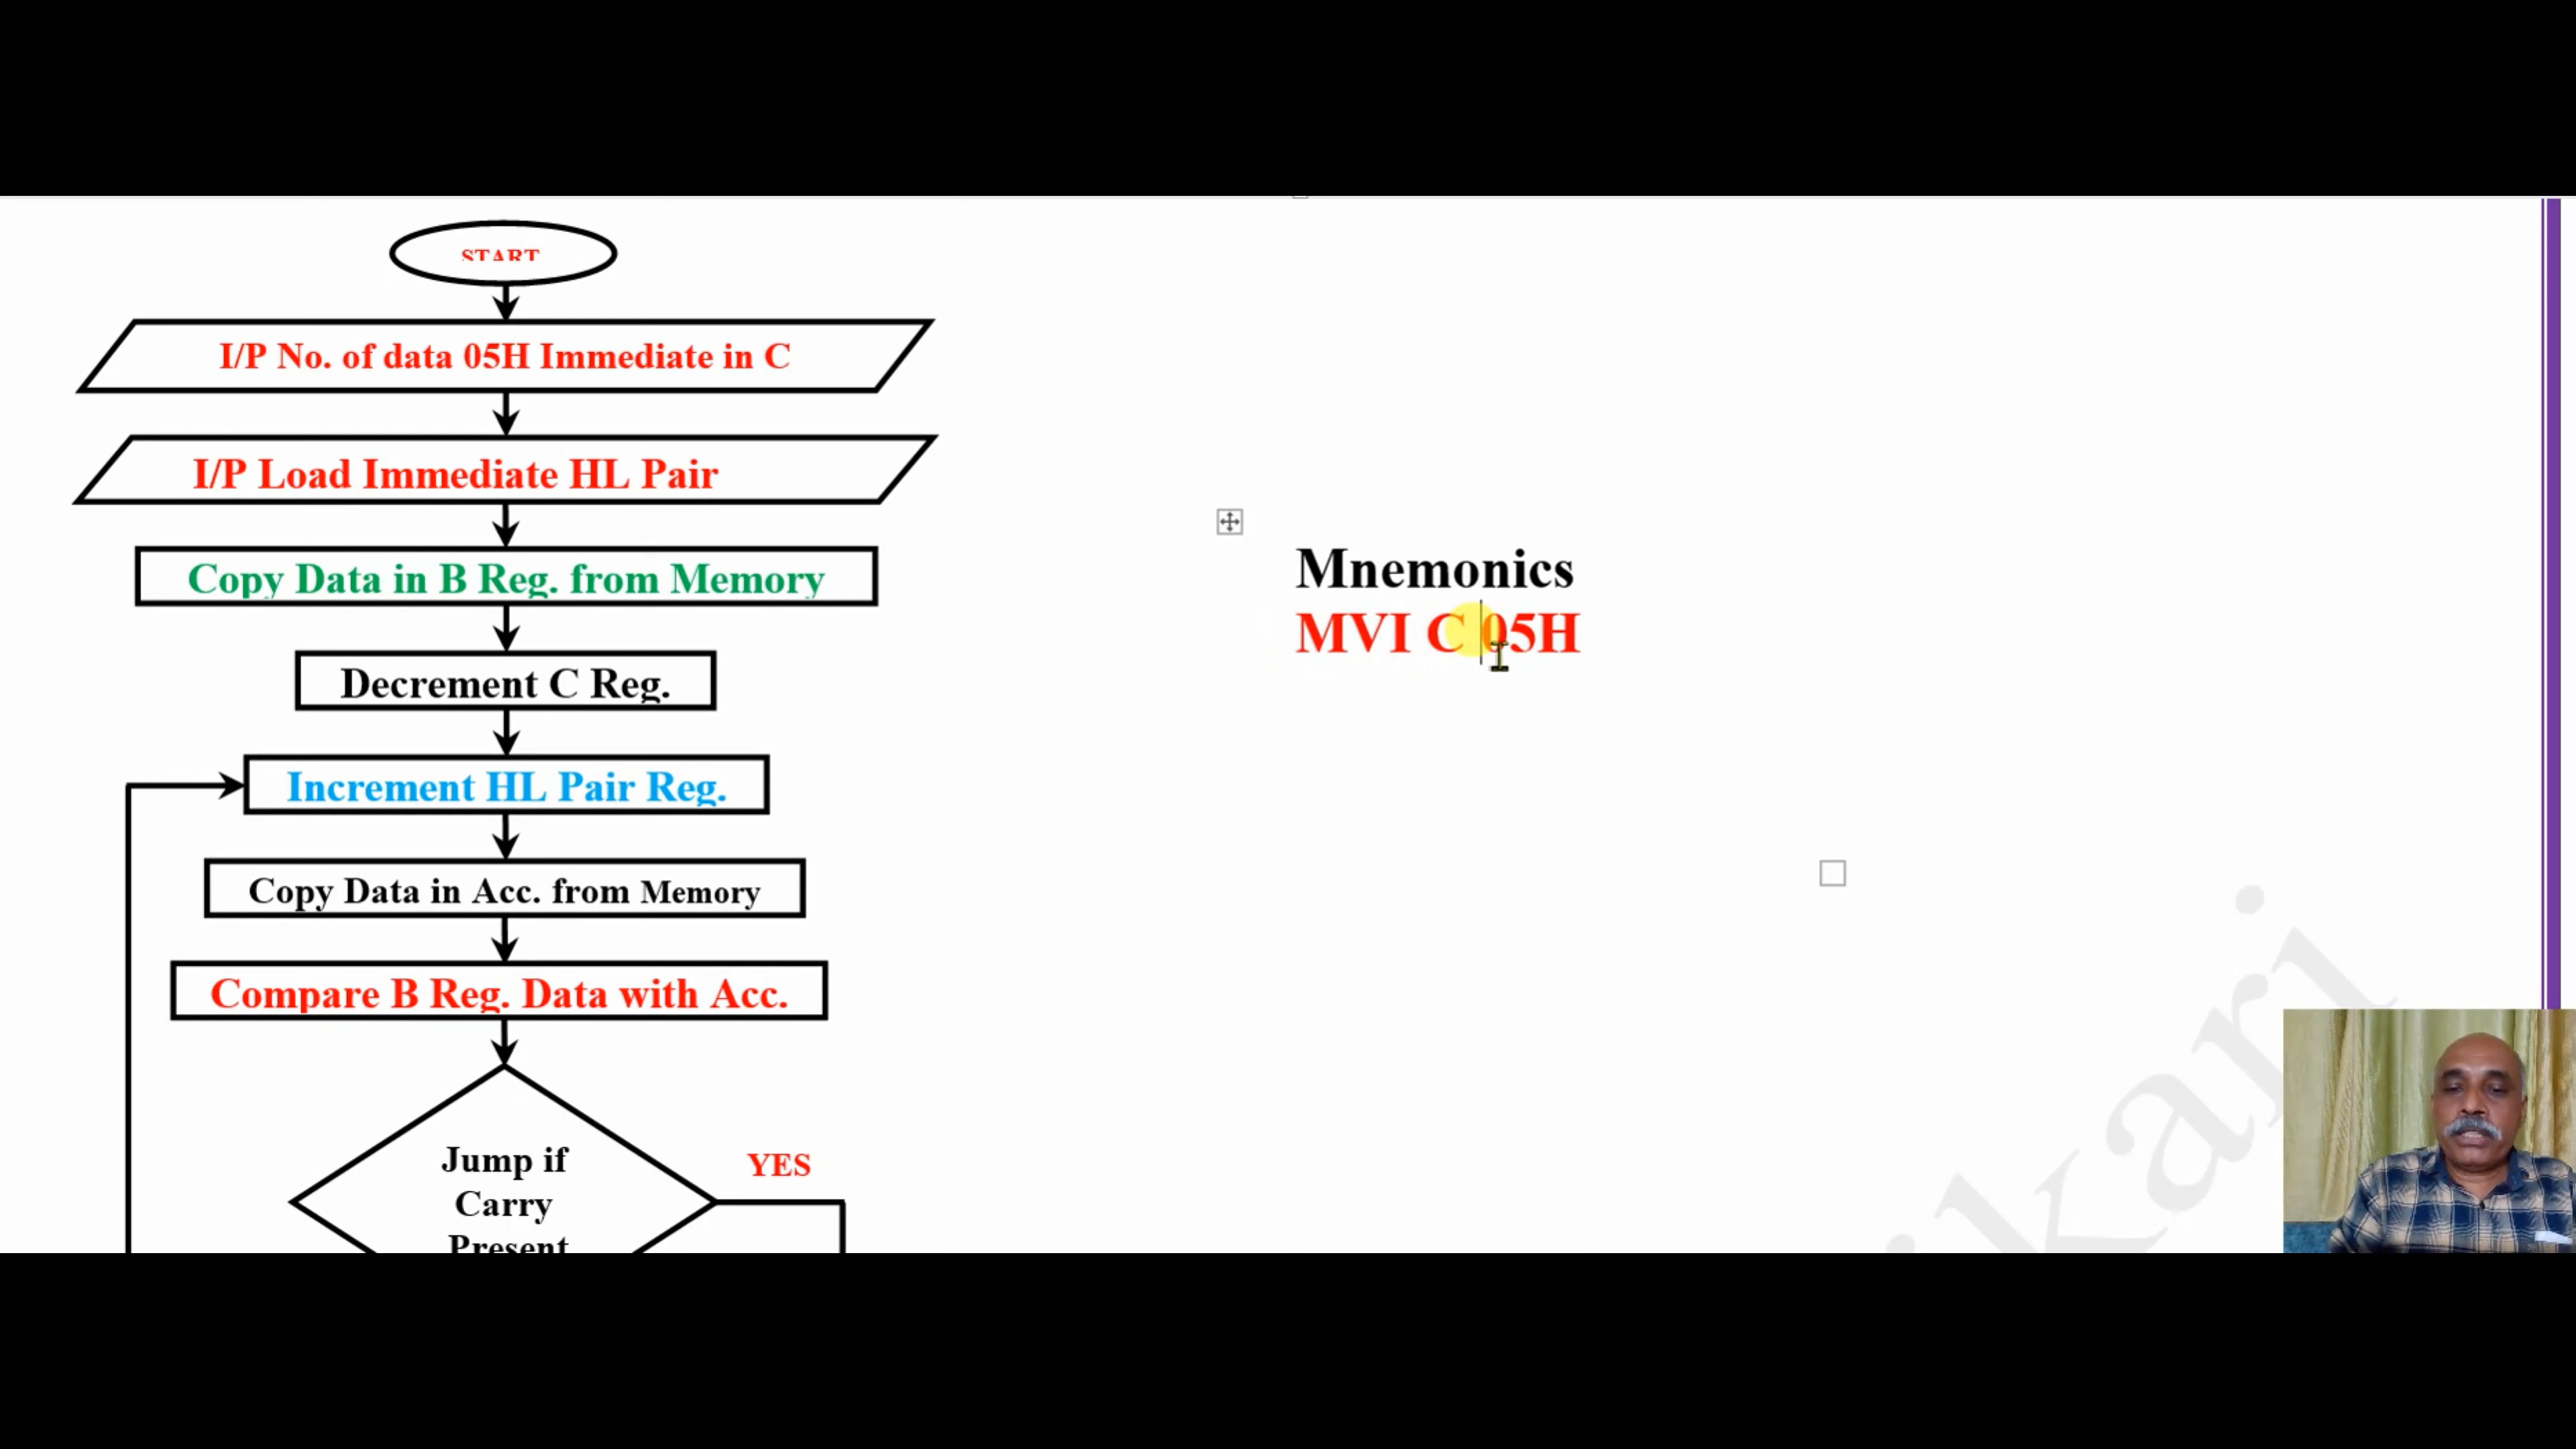 START
I/P No. of data 05H Immediate in C
I/P Load Immediate HL Pair
Copy Data in B Reg. from Memory
Decrement C Reg.
Increment HL Pair Reg.
Copy Data in Acc. from Memory
Compare B Reg. Data with Acc.
Jump if
Carry
Present
YES
Mnemonics
MVI C 05H